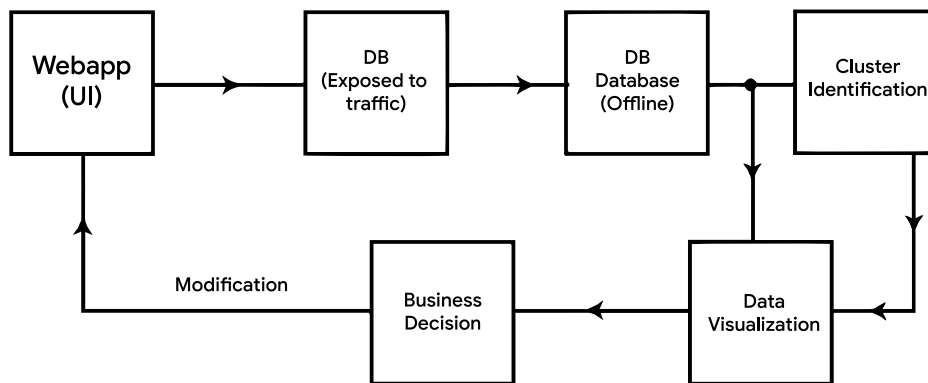 Webapp
(UI)
DB
(Exposed to
traffic)
DB
Database
(Offline)
Cluster
Identification
Modification
Business
Decision
Data
Visualization